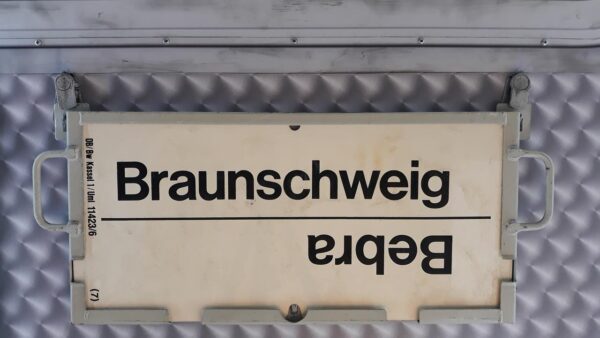 Braunschweig
Bebra
DB/Bw Kassel 1/Uml 11423/6
(7)